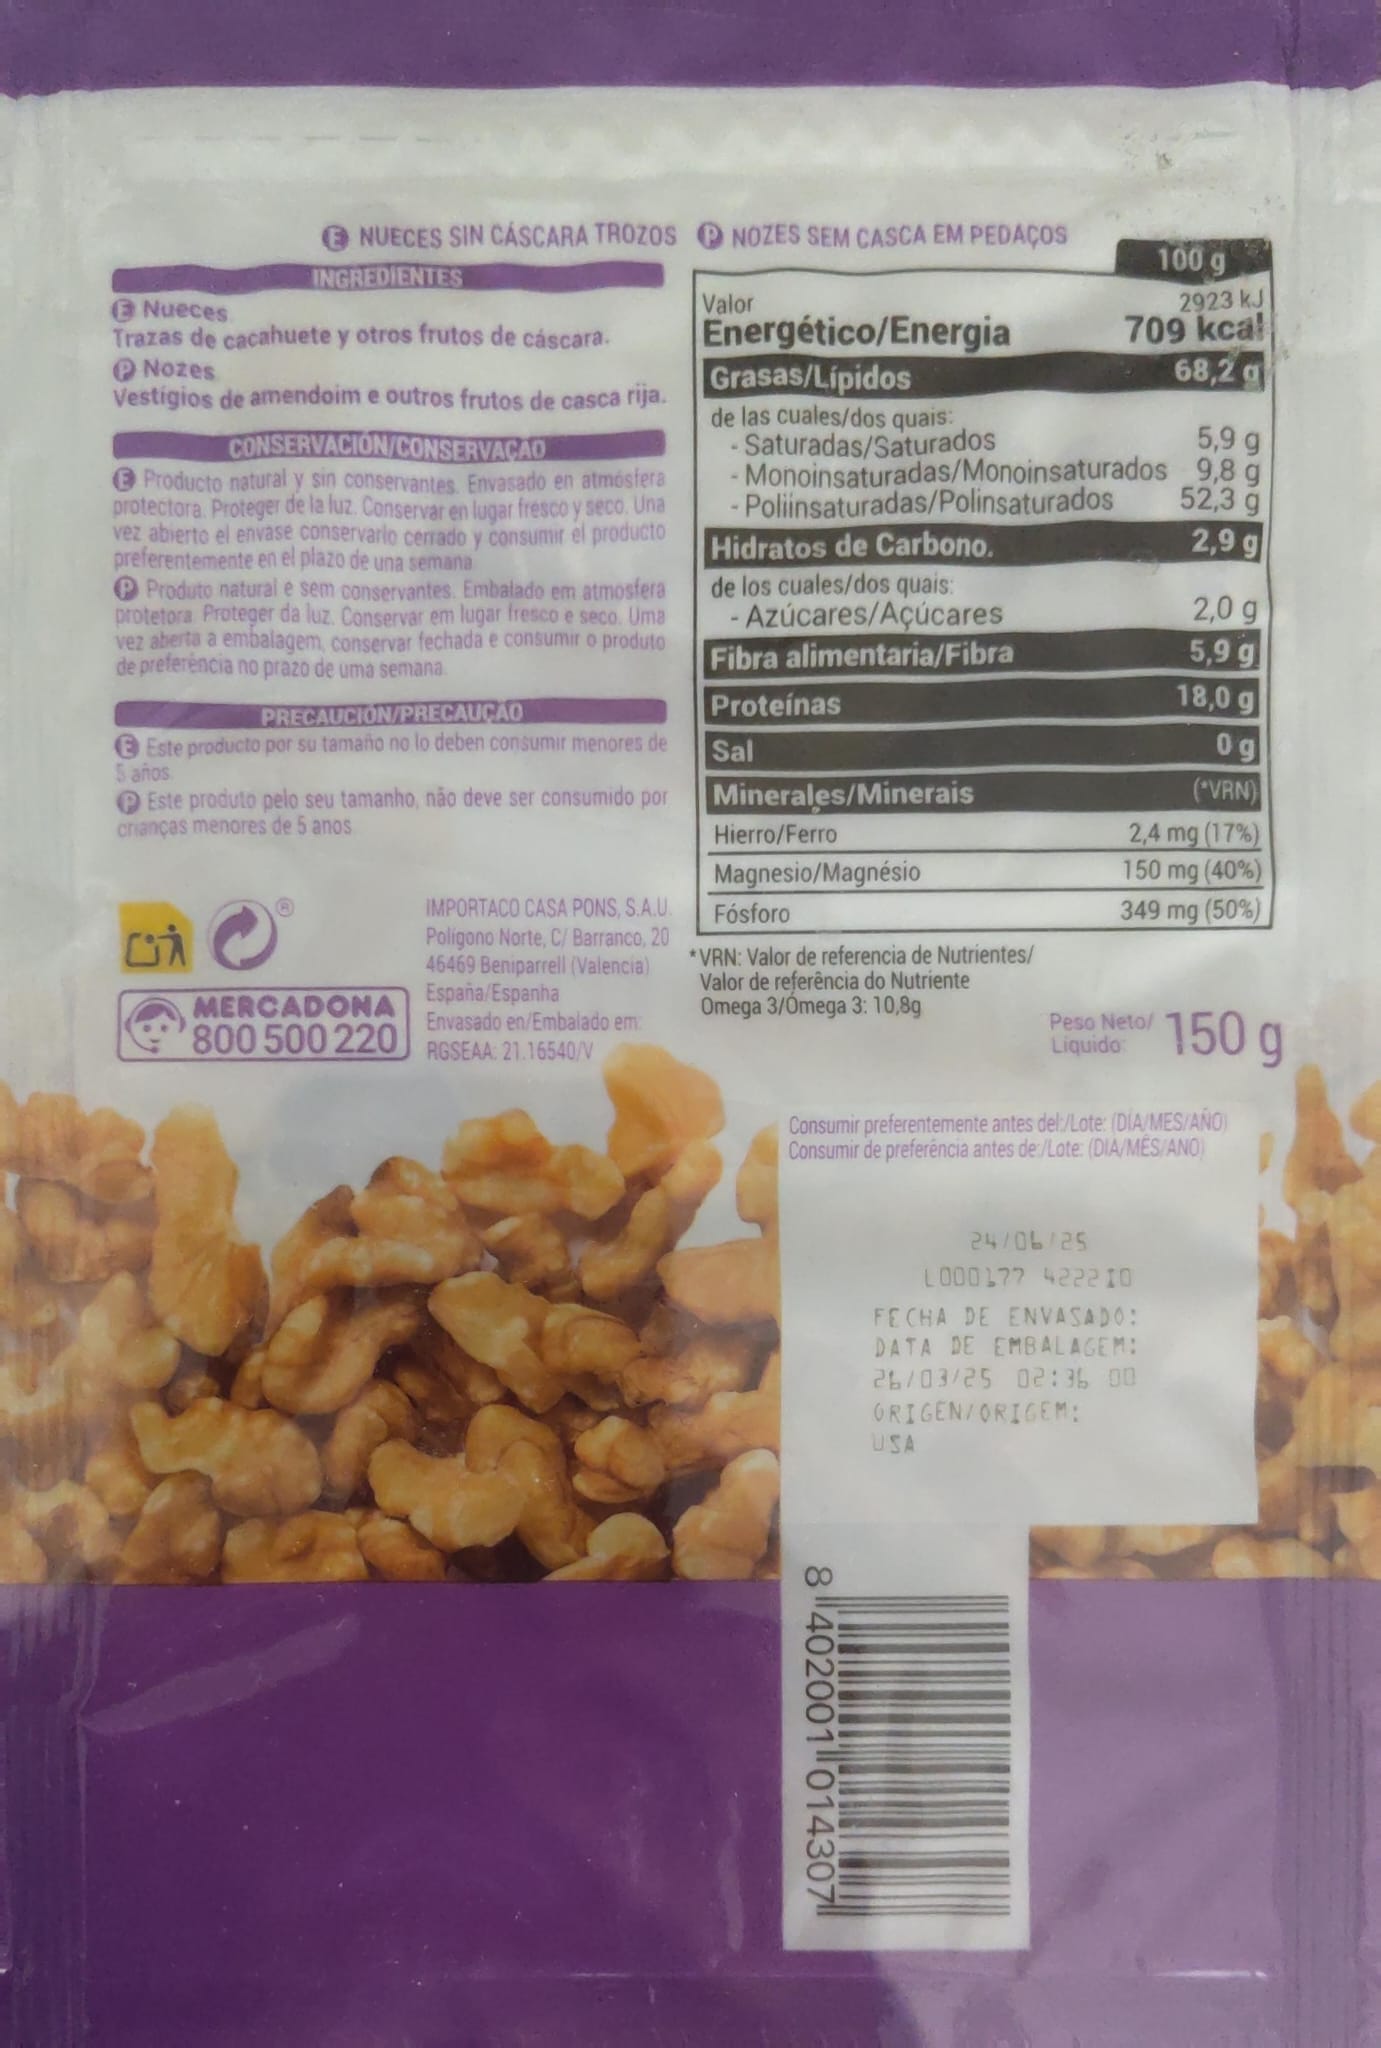 E NUECES SIN CÁSCARA TROZOS P NOZES SEM CASCA EM PEDAÇOS
INGREDIENTES
E Nueces
Trazas de cacahuete y otros frutos de cáscara.
P Nozes
Vestígios de amendoim e outros frutos de casca rija.
CONSERVACIÓN/CONSERVAÇÃO
E Producto natural y sin conservantes. Envasado en atmósfera
protectora. Proteger de la luz. Conservar en lugar fresco y seco. Una
vez abierto el envase conservarlo cerrado y consumir el producto
preferentemente en el plazo de una semana.
P Produto natural e sem conservantes. Embalado em atmosfera
protetora. Proteger da luz. Conservar em lugar fresco e seco. Uma
vez aberta a embalagem, conservar fechada e consumir o produto
de preferência no prazo de uma semana.
PRECAUCIÓN/PRECAUÇÃO
E Este producto por su tamaño no lo deben consumir menores de
5 años.
P Este produto pelo seu tamanho, não deve ser consumido por
crianças menores de 5 anos.
100 g
Valor 2923 kJ
Energético/Energia 709 kcal
Grasas/Lípidos 68,2 g
de las cuales/dos quais:
- Saturadas/Saturados 5,9 g
- Monoinsaturadas/Monoinsaturados 9,8 g
- Poliinsaturadas/Polinsaturados 52,3 g
Hidratos de Carbono. 2,9 g
de los cuales/dos quais:
- Azúcares/Açúcares 2,0 g
Fibra alimentaria/Fibra 5,9 g
Proteínas 18,0 g
Sal 0 g
Minerales/Minerais (*VRN)
Hierro/Ferro 2,4 mg (17%)
Magnesio/Magnésio 150 mg (40%)
Fósforo 349 mg (50%)
*VRN: Valor de referencia de Nutrientes/
Valor de referência do Nutriente
Omega 3/Ómega 3: 10,8g
®
MERCADONA
800 500 220
IMPORTACO CASA PONS, S.A.U.
Polígono Norte, C/ Barranco, 20
46469 Beniparrell (Valencia)
España/Espanha
Envasado en/Embalado em:
RGSEAA: 21.16540/V
Peso Neto/
Líquido: 150 g
Consumir preferentemente antes del:/Lote: (DÍA/MES/AÑO)
Consumir de preferência antes de:/Lote: (DIA/MÊS/ANO)
24/06/25
L000177 4222I0
FECHA DE ENVASADO:
DATA DE EMBALAGEM:
26/03/25 02:36 00
ORIGEN/ORIGEM:
USA
8 402001 014307